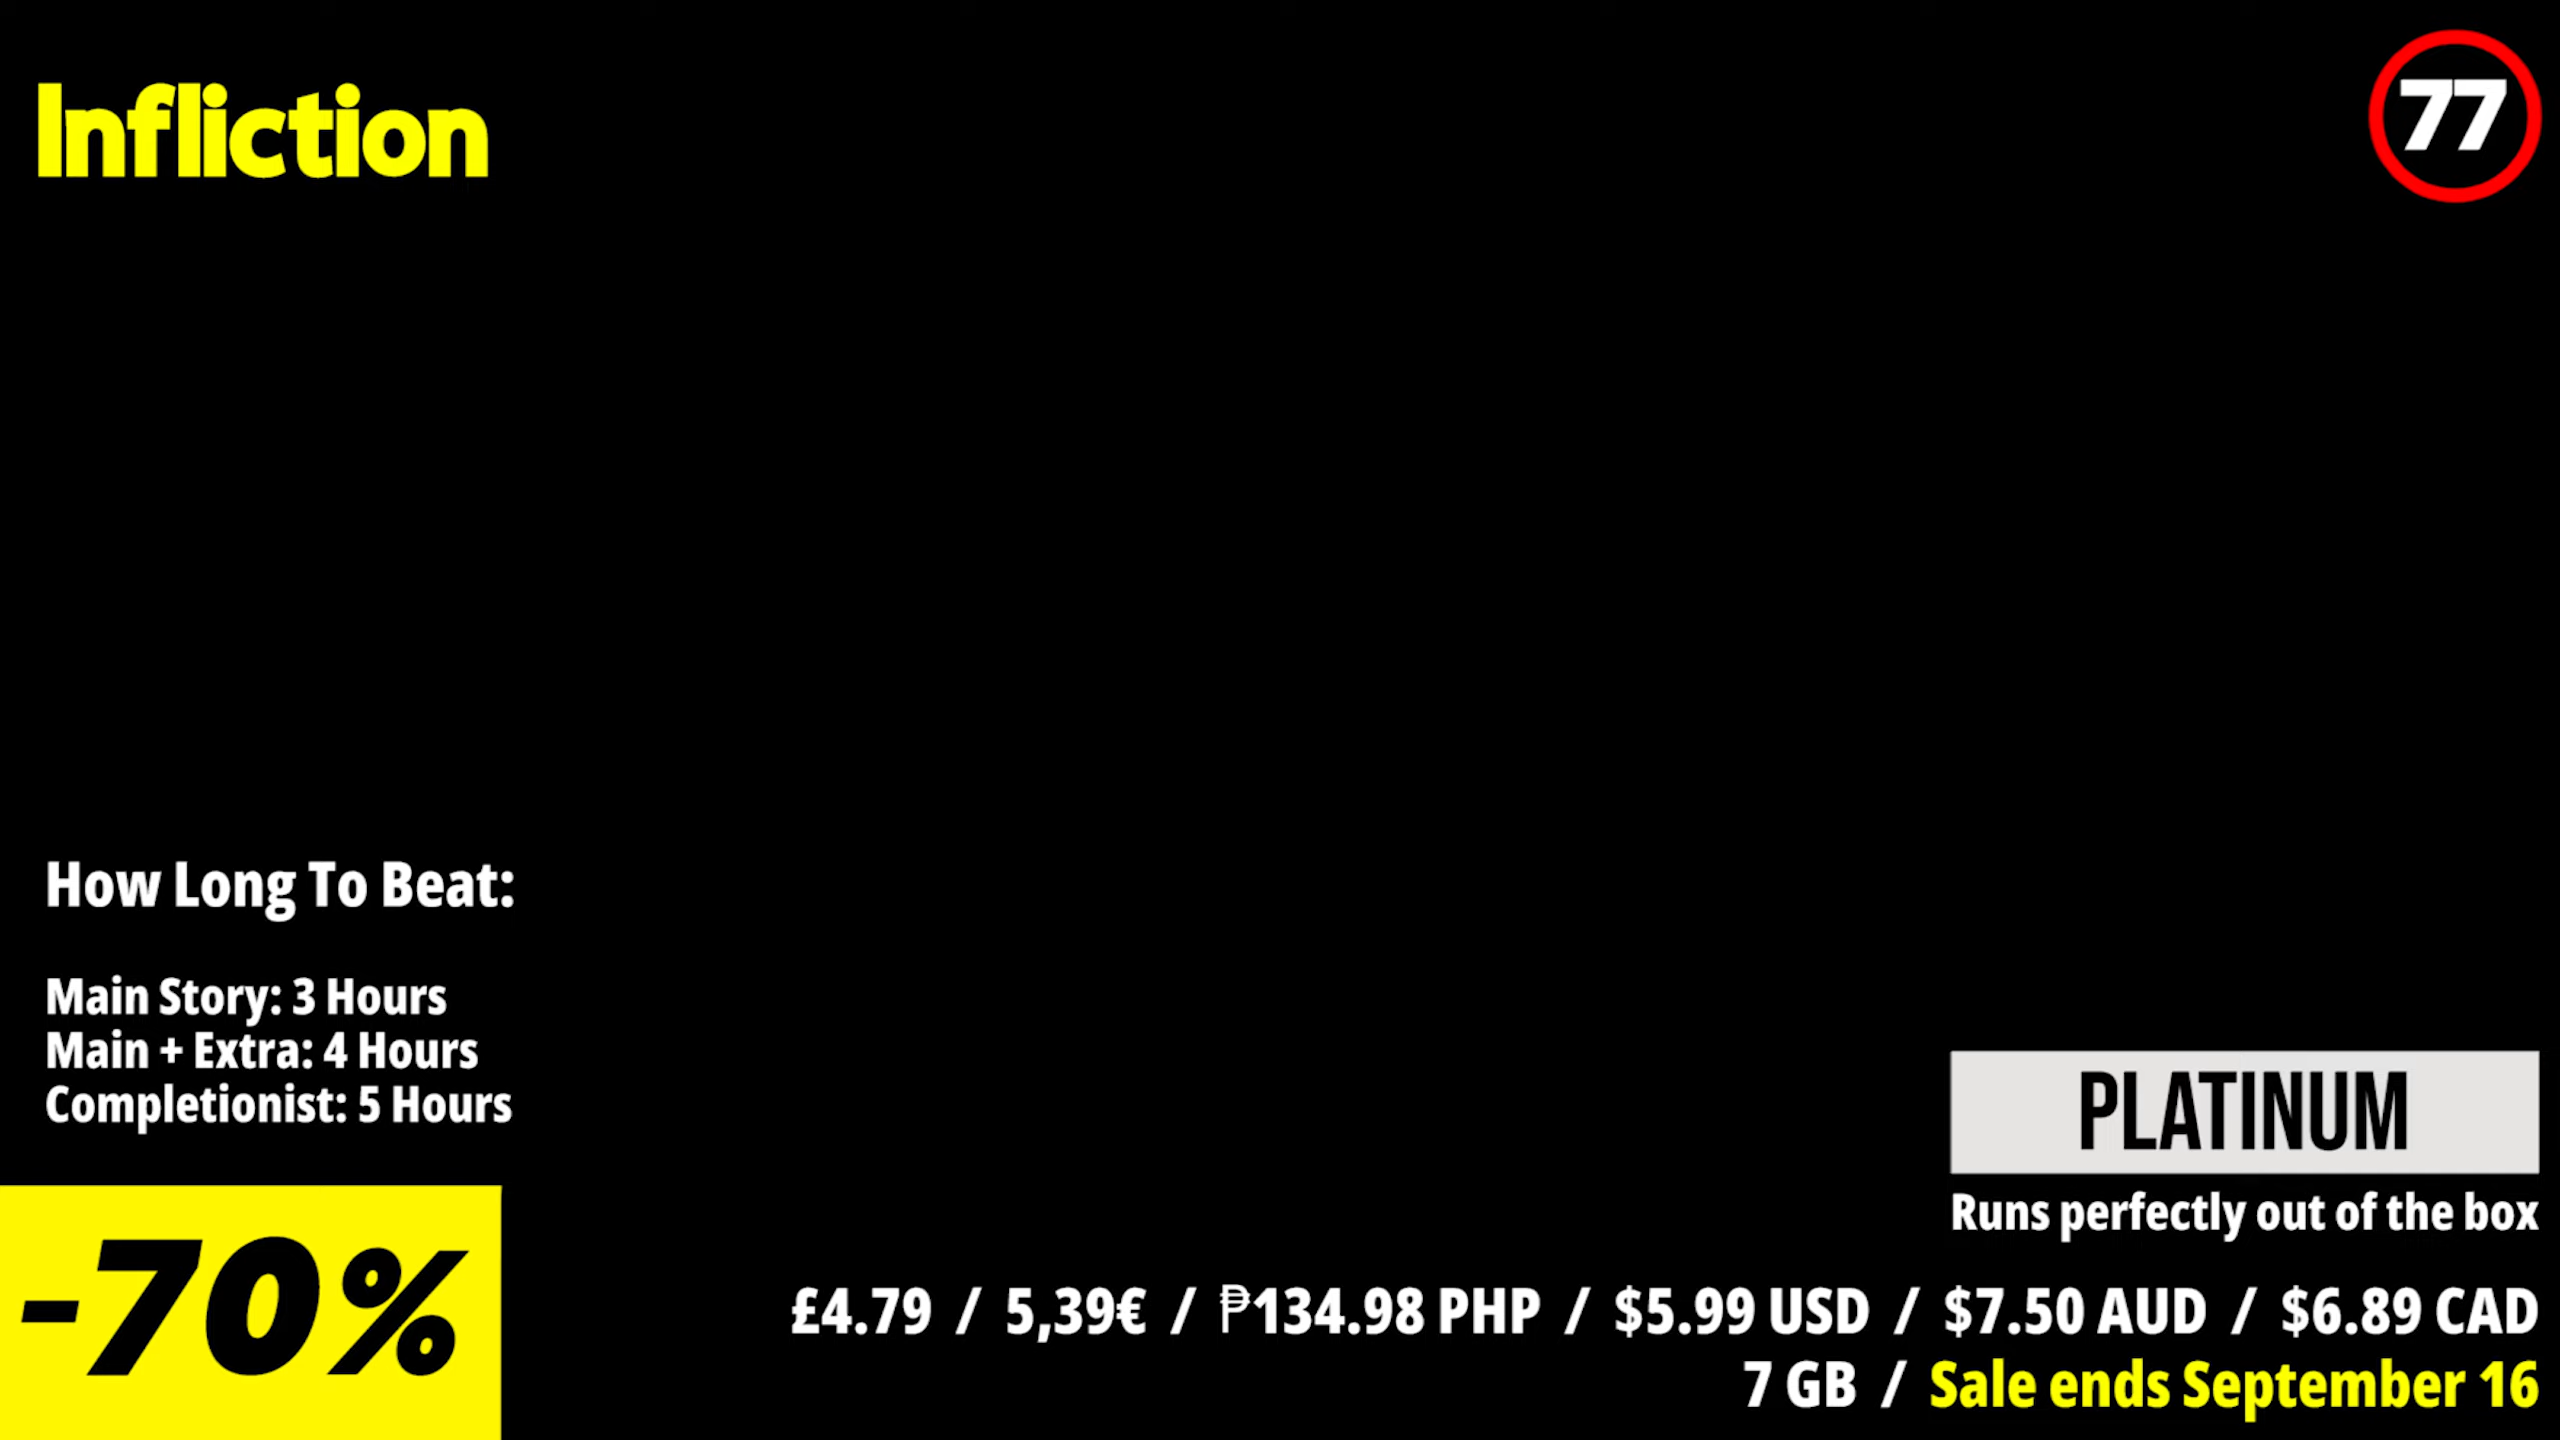 Infliction
77
How Long To Beat:
Main Story: 3 Hours
Main + Extra: 4 Hours
Completionist: 5 Hours
PLATINUM
Runs perfectly out of the box
-70%
£4.79 / 5,39€ / ₱134.98 PHP / $5.99 USD / $7.50 AUD / $6.89 CAD
7 GB / Sale ends September 16